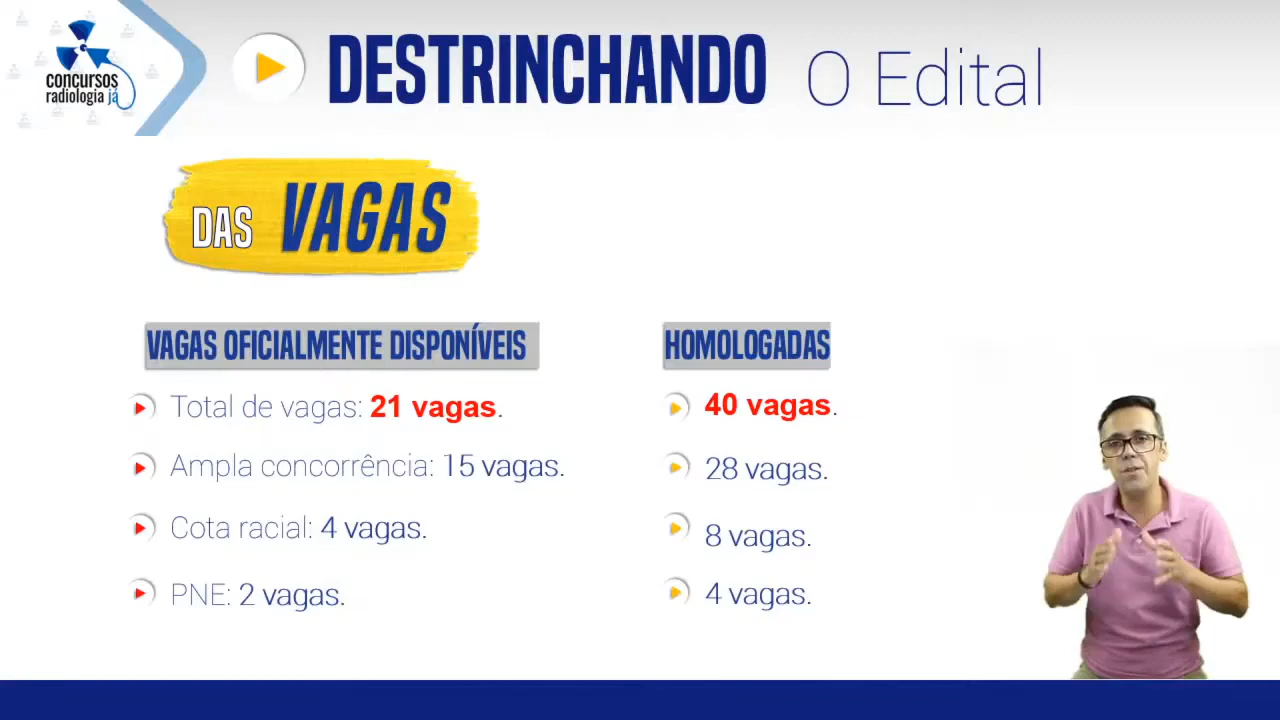 concursos
radiologia já
DESTRINCHANDO O Edital
DAS VAGAS
VAGAS OFICIALMENTE DISPONÍVEIS
Total de vagas: 21 vagas.
Ampla concorrência: 15 vagas.
Cota racial: 4 vagas.
PNE: 2 vagas.
HOMOLOGADAS
40 vagas.
28 vagas.
8 vagas.
4 vagas.